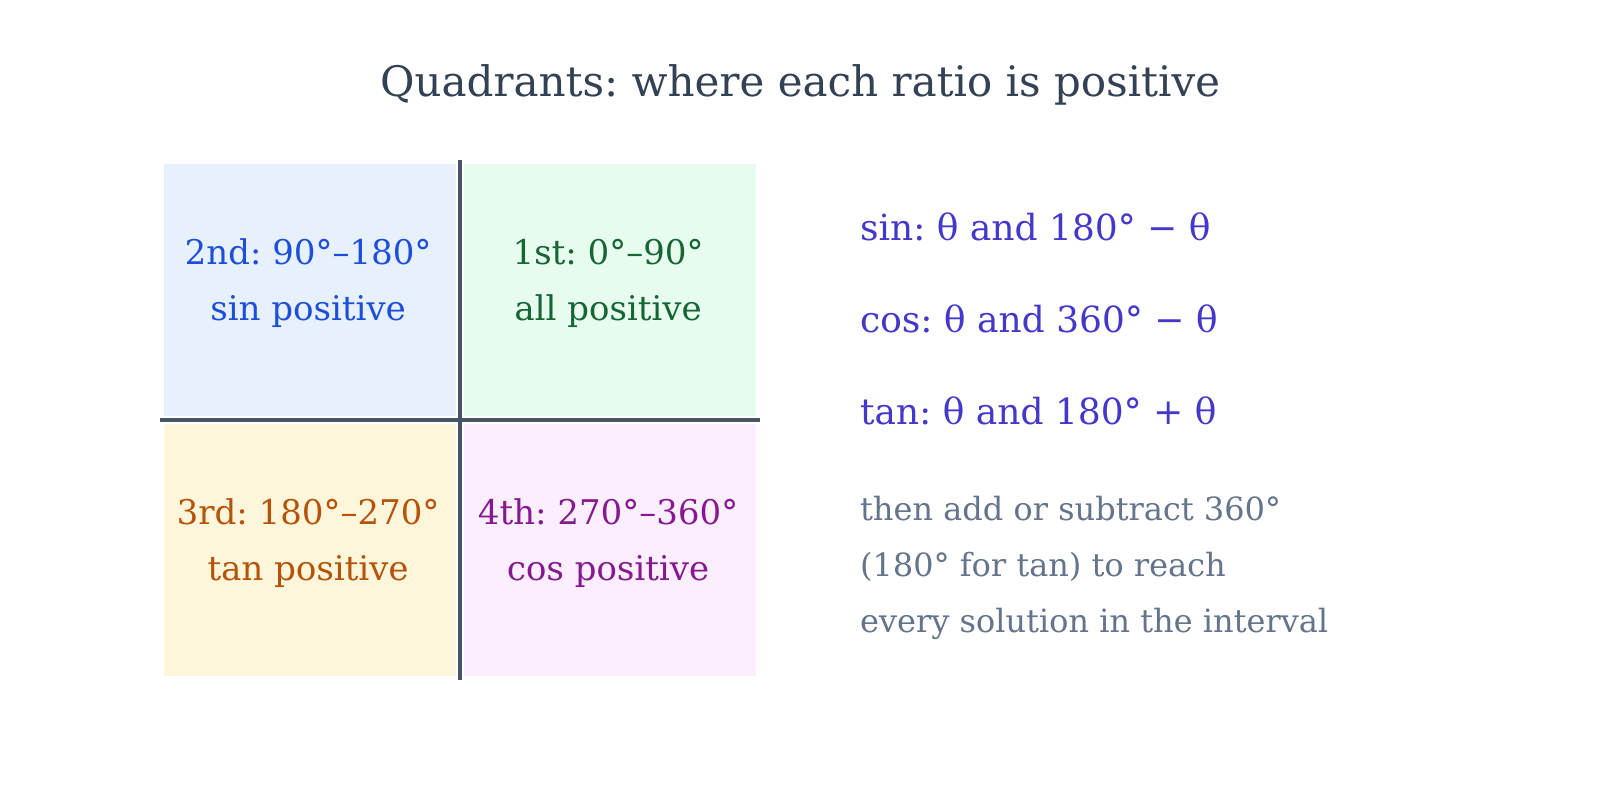 Quadrants: where each ratio is positive
2nd: 90°–180°
sin positive
1st: 0°–90°
all positive
3rd: 180°–270°
tan positive
4th: 270°–360°
cos positive
sin: θ and 180° − θ
cos: θ and 360° − θ
tan: θ and 180° + θ
then add or subtract 360°
(180° for tan) to reach
every solution in the interval